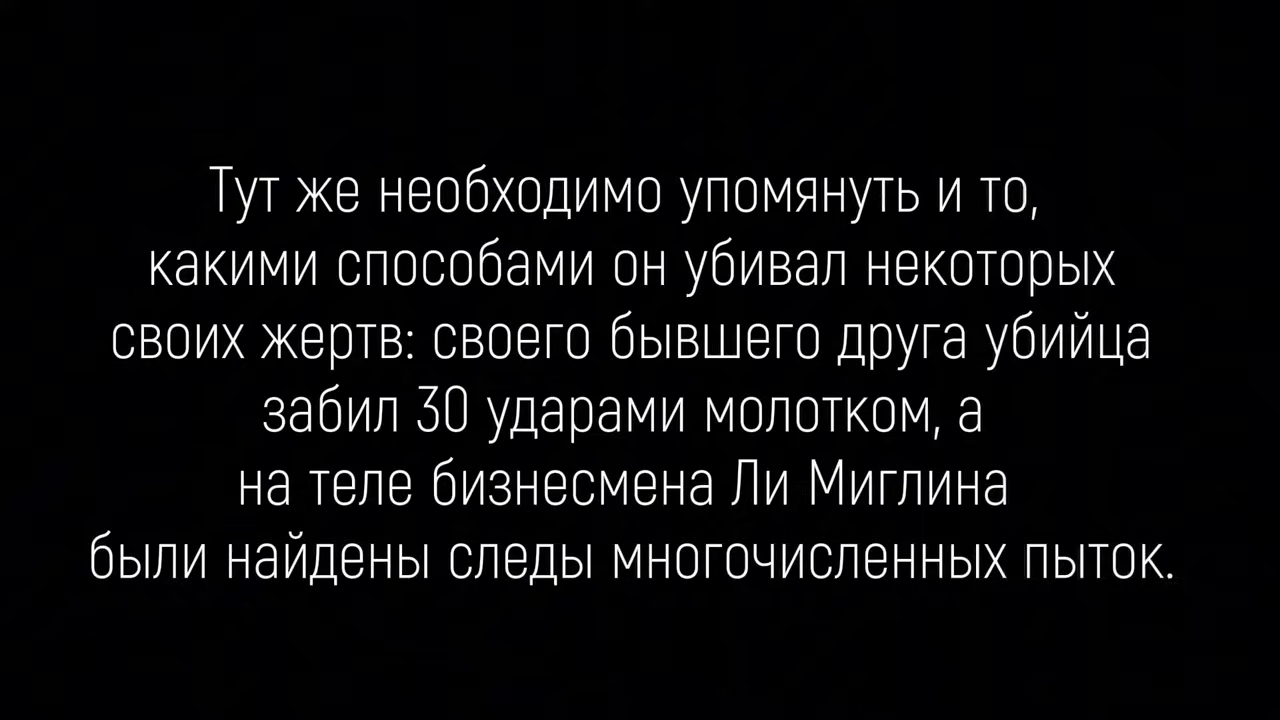 Тут же необходимо упомянуть и то,
какими способами он убивал некоторых
своих жертв: своего бывшего друга убийца
забил 30 ударами молотком, а
на теле бизнесмена Ли Миглина
были найдены следы многочисленных пыток.